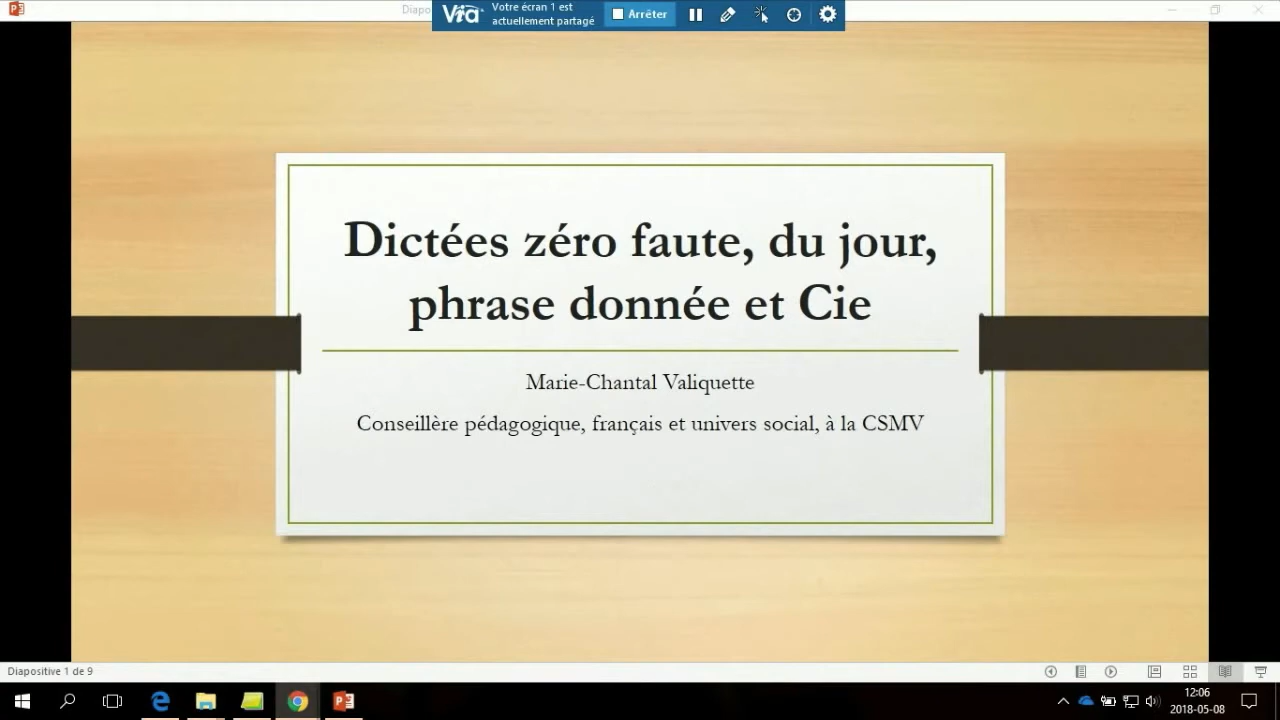 Diapo
Via
Votre écran 1 est
actuellement partagé
Arrêter
Dictées zéro faute, du jour,
phrase donnée et Cie
Marie-Chantal Valiquette
Conseillère pédagogique, français et univers social, à la CSMV
Diapositive 1 de 9
12:06
2018-05-08